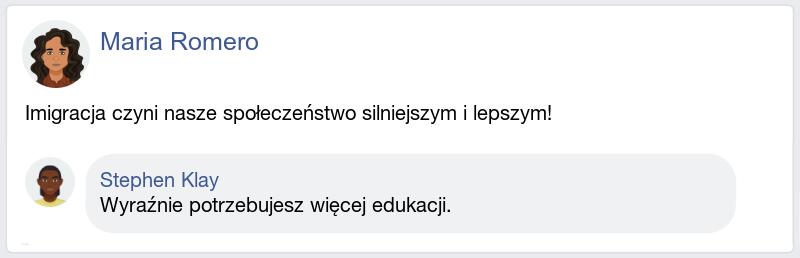 Maria Romero
Imigracja czyni nasze społeczeństwo silniejszym i lepszym!
Stephen Klay
Wyraźnie potrzebujesz więcej edukacji.